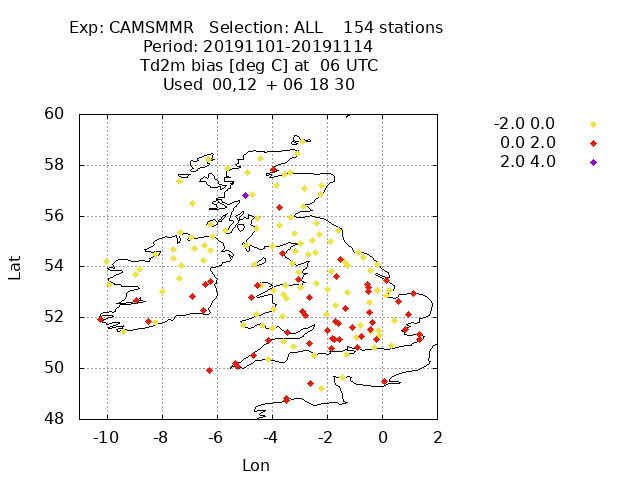 Exp: CAMSMMR Selection: ALL 154 stations
Period: 20191101-20191114
Td2m bias [deg C] at 06 UTC
Used 00,12 + 06 18 30
-2.0 0.0
0.0 2.0
2.0 4.0
60
58
56
54
52
50
48
Lat
-10 -8 -6 -4 -2 0 2
Lon